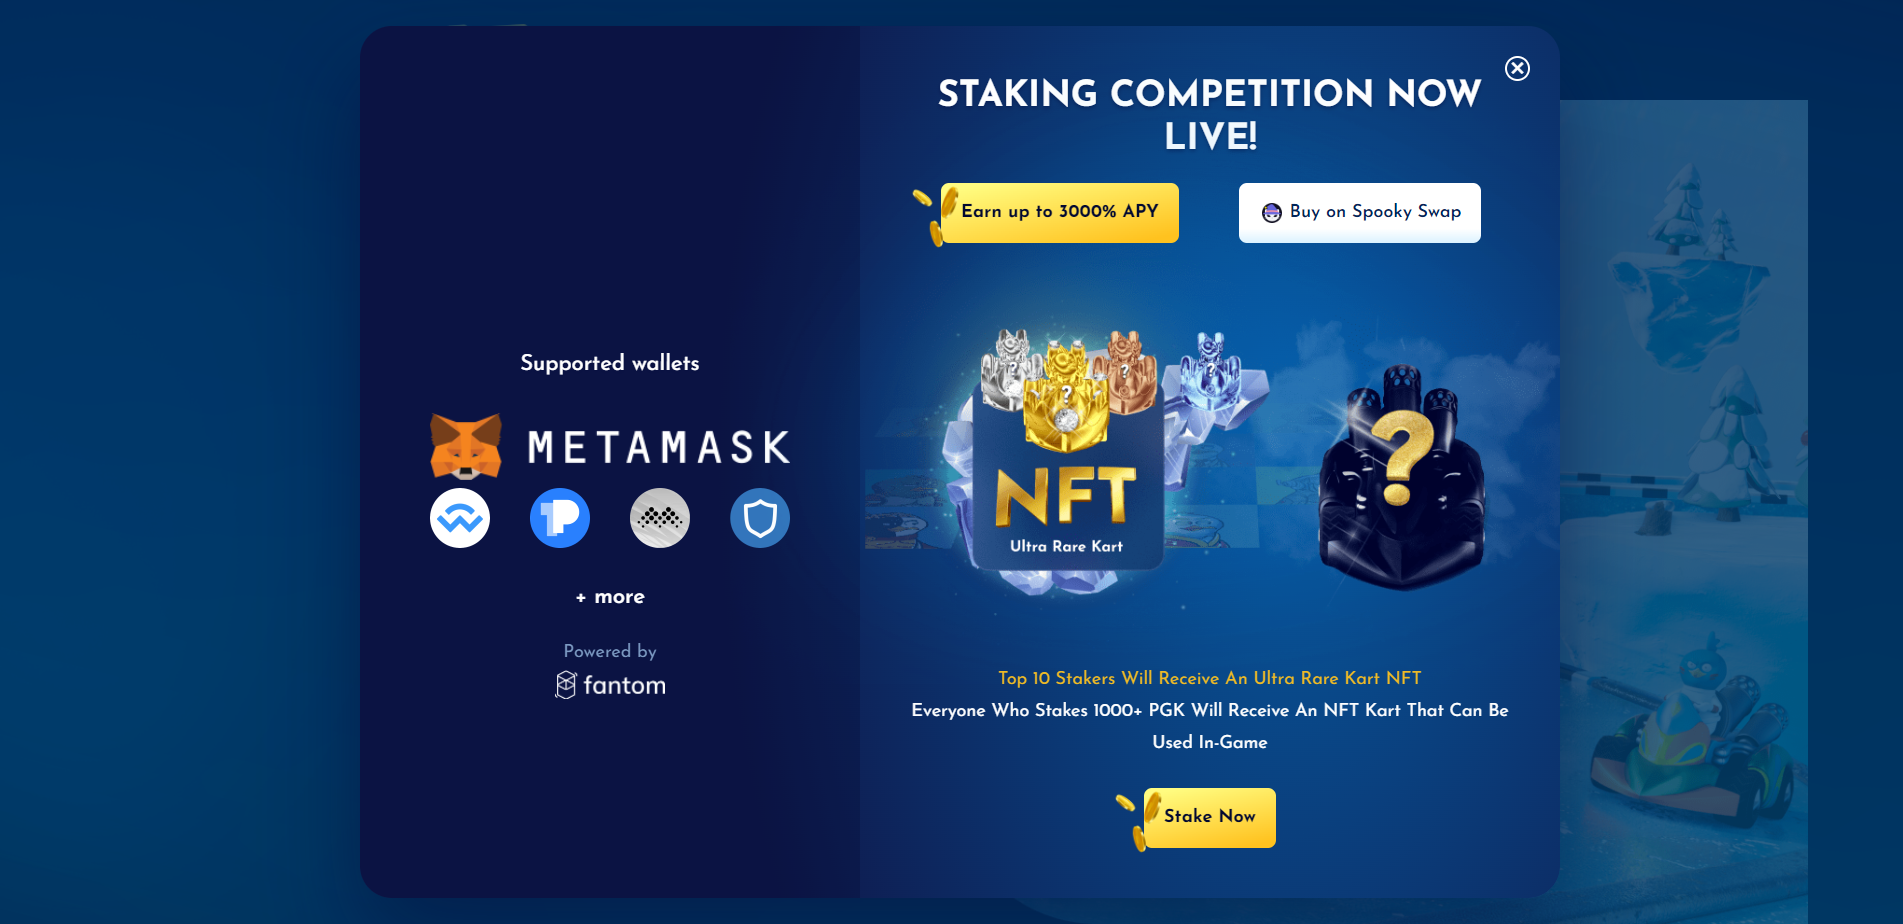 STAKING COMPETITION NOW
LIVE!
Earn up to 3000% APY
Buy on Spooky Swap
Supported wallets
METAMASK
+ more
Powered by
fantom
?
?
?
?
NFT
Ultra Rare Kart
?
Top 10 Stakers Will Receive An Ultra Rare Kart NFT
Everyone Who Stakes 1000+ PGK Will Receive An NFT Kart That Can Be
Used In-Game
Stake Now